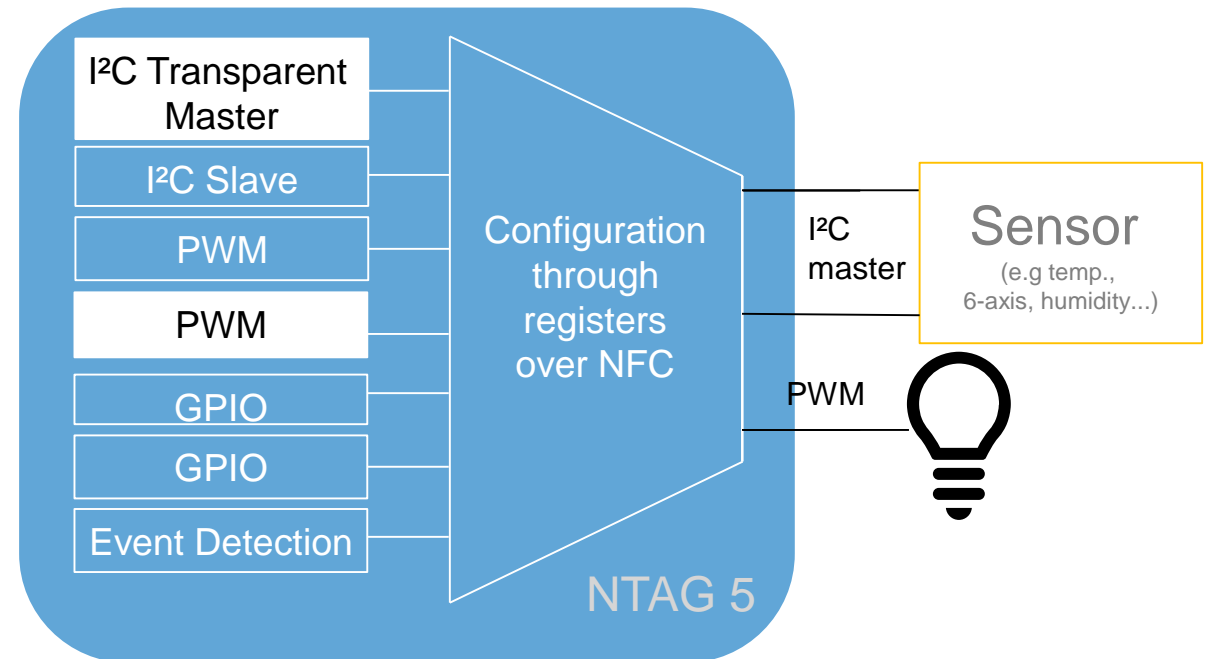 I²C Transparent
Master
I²C Slave
PWM
PWM
GPIO
GPIO
Event Detection
Configuration
through
registers
over NFC
NTAG 5
I²C
master
PWM
Sensor
(e.g temp.,
6-axis, humidity...)